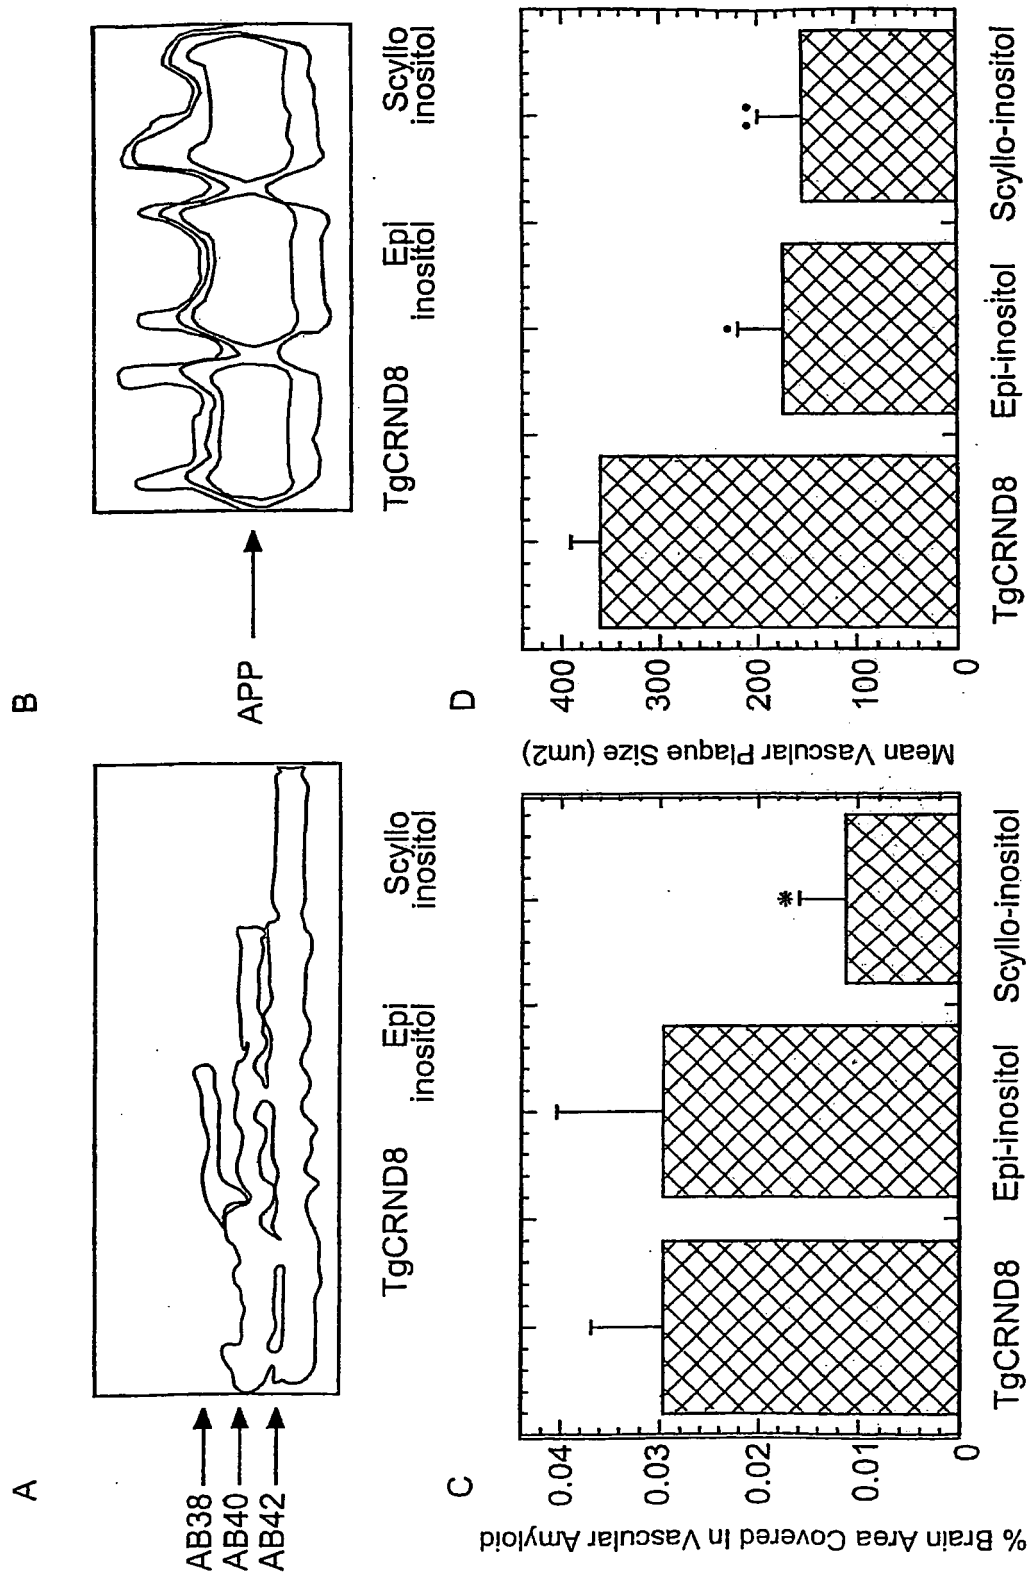 A
AB38
AB40
AB42
TgCRND8
Epi
inositol
Scyllo
inositol
B
APP
TgCRND8
Epi
inositol
Scyllo
inositol
C
% Brain Area Covered In Vascular Amyloid
0.04
0.03
0.02
0.01
0
*
TgCRND8
Epi-inositol
Scyllo-inositol
D
Mean Vascular Plaque Size (um2)
400
300
200
100
0
TgCRND8
Epi-inositol
Scyllo-inositol